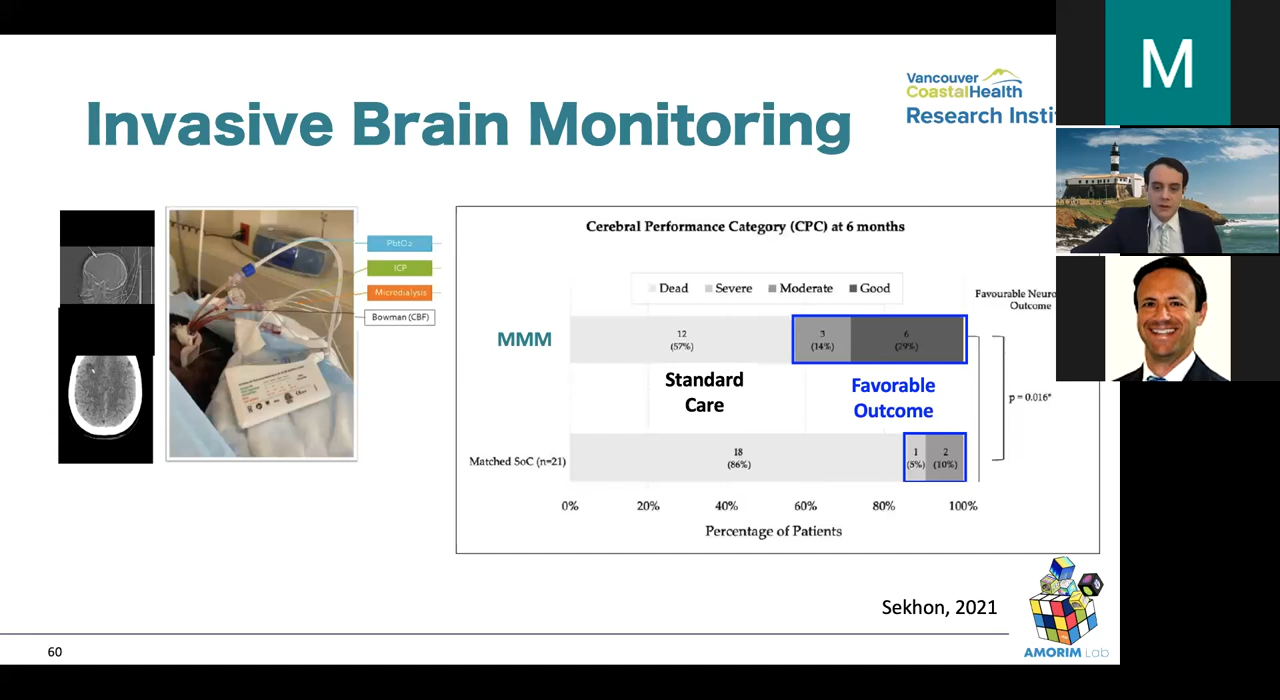 Invasive Brain Monitoring
Vancouver
CoastalHealth
Research Insti
M
PbtO2
ICP
Microdialysis
Bowman (CBF)
Cerebral Performance Category (CPC) at 6 months
Dead Severe Moderate Good
Favourable Neuro
Outcome
MMM
12
(57%)
3
(14%)
6
(29%)
Standard
Care
Favorable
Outcome
p = 0.016*
Matched SoC (n=21)
18
(86%)
1
(5%)
2
(10%)
0% 20% 40% 60% 80% 100%
Percentage of Patients
Sekhon, 2021
AMORIM Lab
60